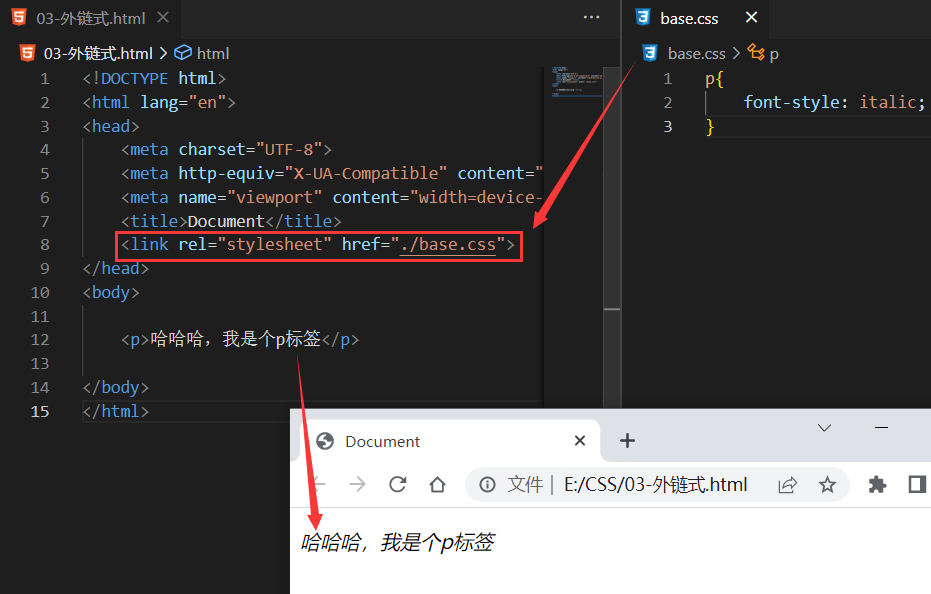 03-外链式.html
03-外链式.html > html
1 <!DOCTYPE html>
2 <html lang="en">
3 <head>
4 <meta charset="UTF-8">
5 <meta http-equiv="X-UA-Compatible" content="
6 <meta name="viewport" content="width=device-
7 <title>Document</title>
8 <link rel="stylesheet" href="./base.css">
9 </head>
10 <body>
11
12 <p>哈哈哈，我是个p标签</p>
13
14 </body>
15 </html>
base.css
base.css > p
1 p{
2 font-style: italic;
3 }
Document
文件 | E:/CSS/03-外链式.html
哈哈哈，我是个p标签